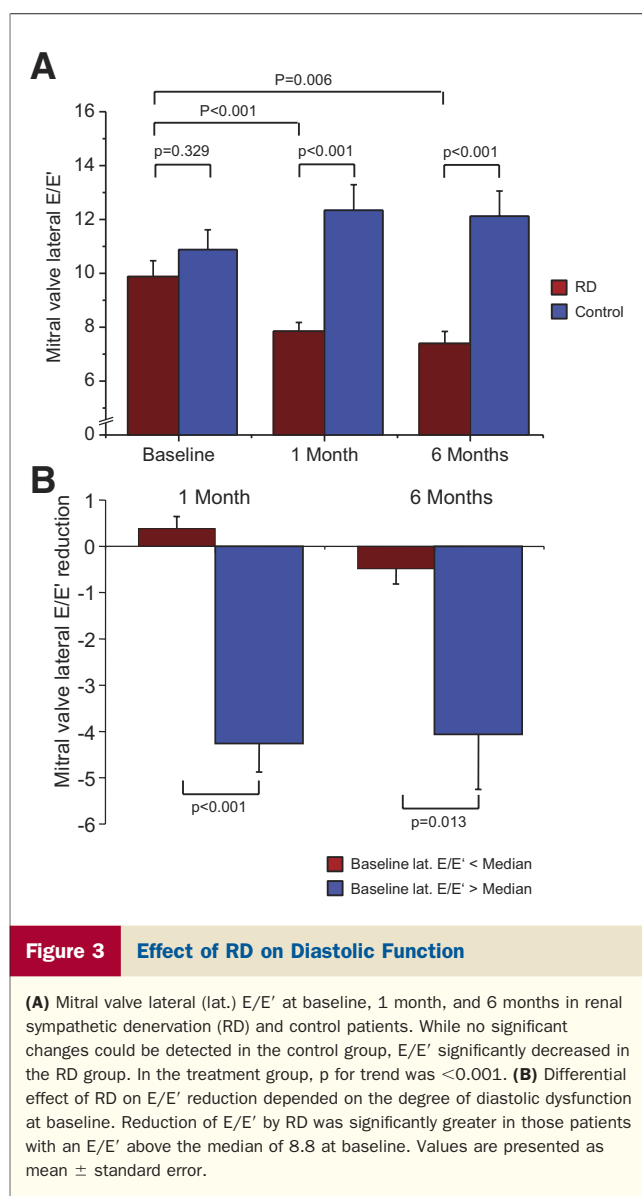 A
P=0.006
P<0.001
p=0.329
p<0.001
p<0.001
16
14
12
10
8
6
0
Mitral valve lateral E/E'
RD
Control
Baseline
1 Month
6 Months
B
1 Month
6 Months
1
0
-1
-2
-3
-4
-5
-6
Mitral valve lateral E/E' reduction
p<0.001
p=0.013
Baseline lat. E/E‘ < Median
Baseline lat. E/E‘ > Median
Figure 3 Effect of RD on Diastolic Function
(A) Mitral valve lateral (lat.) E/E′ at baseline, 1 month, and 6 months in renal
sympathetic denervation (RD) and control patients. While no significant
changes could be detected in the control group, E/E′ significantly decreased in
the RD group. In the treatment group, p for trend was <0.001. (B) Differential
effect of RD on E/E′ reduction depended on the degree of diastolic dysfunction
at baseline. Reduction of E/E′ by RD was significantly greater in those patients
with an E/E′ above the median of 8.8 at baseline. Values are presented as
mean ± standard error.